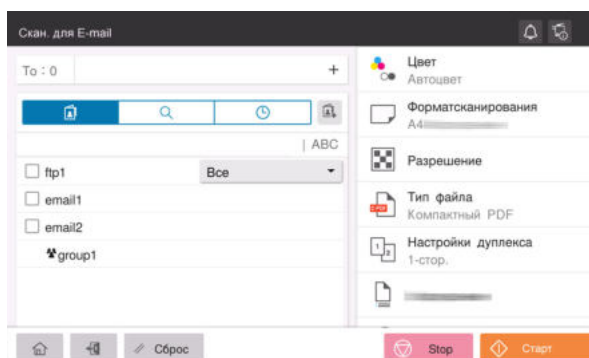 Скан. для E-mail
To : 0
+
| ABC
ftp1
Все
email1
email2
group1
Цвет
Автоцвет
Форматсканирования
A4
Разрешение
Тип файла
Компактный PDF
Настройки дуплекса
1-стор.
Сброс
Stop
Старт